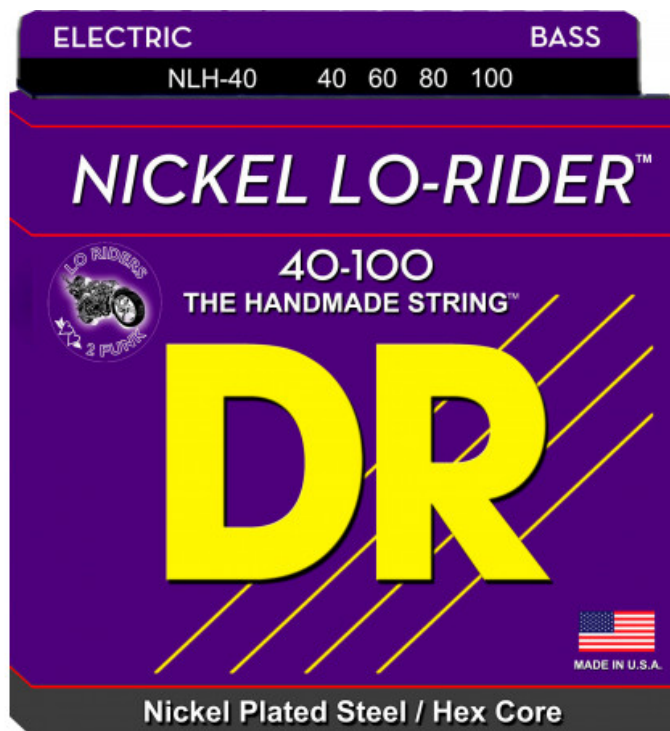 ELECTRIC BASS
NLH-40 40 60 80 100
NICKEL LO-RIDER™
LO RIDERS
2 FUNK
40-100
THE HANDMADE STRING™
DR
MADE IN U.S.A.
Nickel Plated Steel / Hex Core